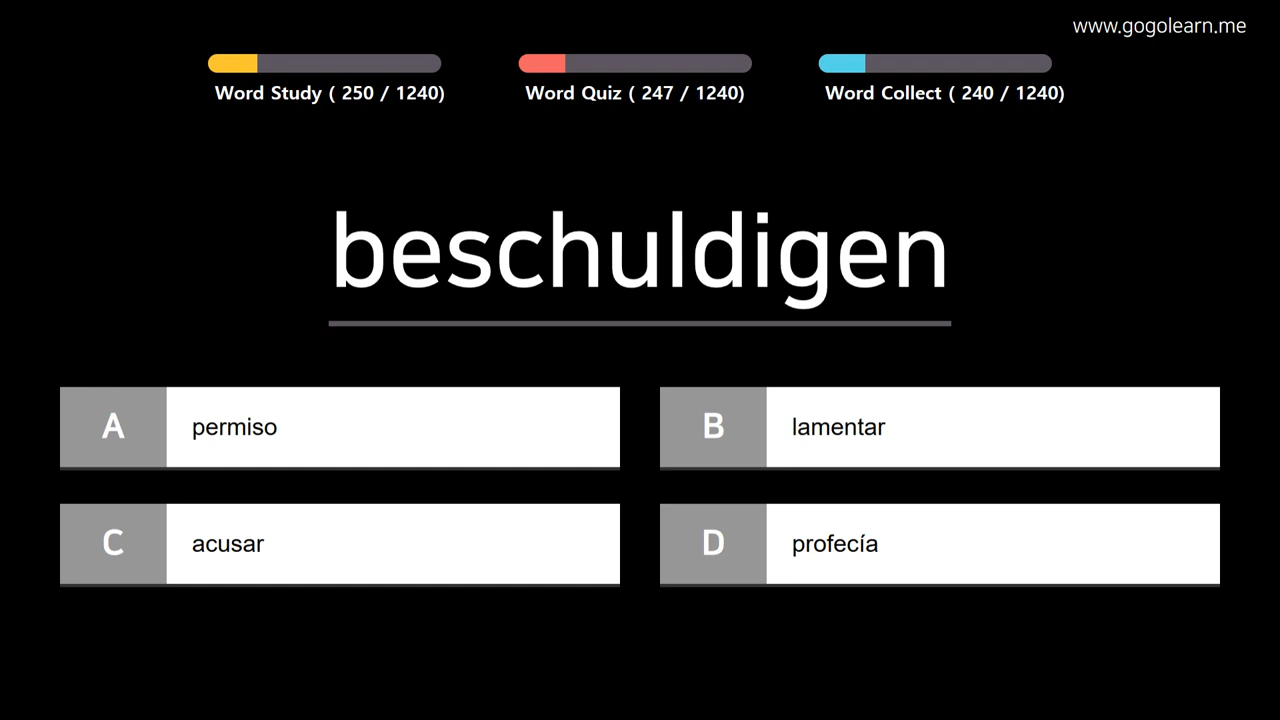 www.gogolearn.me
Word Study ( 250 / 1240)
Word Quiz ( 247 / 1240)
Word Collect ( 240 / 1240)
beschuldigen
A permiso
B lamentar
C acusar
D profecía